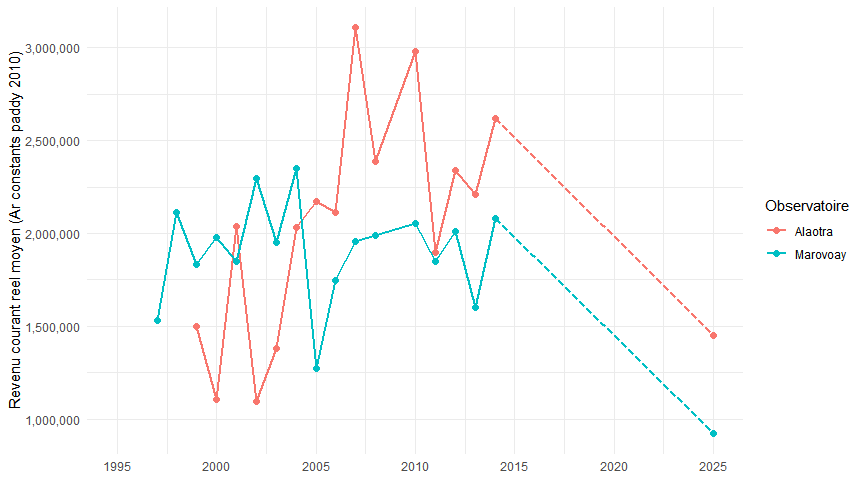 Revenu courant reel moyen (Ar constants paddy 2010)
3,000,000
2,500,000
2,000,000
1,500,000
1,000,000
1995 2000 2005 2010 2015 2020 2025
Observatoire
Alaotra
Marovoay